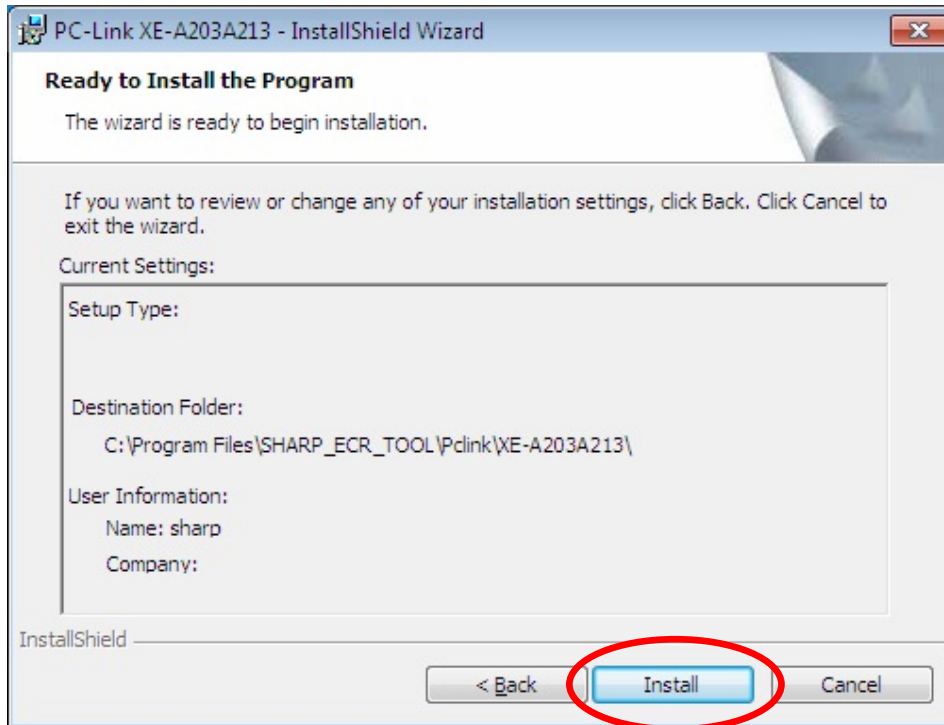 PC-Link XE-A203A213 - InstallShield Wizard
Ready to Install the Program
The wizard is ready to begin installation.
If you want to review or change any of your installation settings, click Back. Click Cancel to
exit the wizard.
Current Settings:
Setup Type:
Destination Folder:
C:\Program Files\SHARP_ECR_TOOL\Pclink\XE-A203A213\
User Information:
Name: sharp
Company:
InstallShield
< Back
Install
Cancel